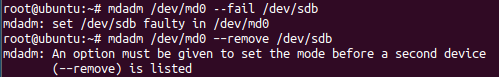 root@ubuntu:~# mdadm /dev/md0 --fail /dev/sdb
mdadm: set /dev/sdb faulty in /dev/md0
root@ubuntu:~# mdadm /dev/md0 --remove /dev/sdb
mdadm: An option must be given to set the mode before a second device
       (--remove) is listed